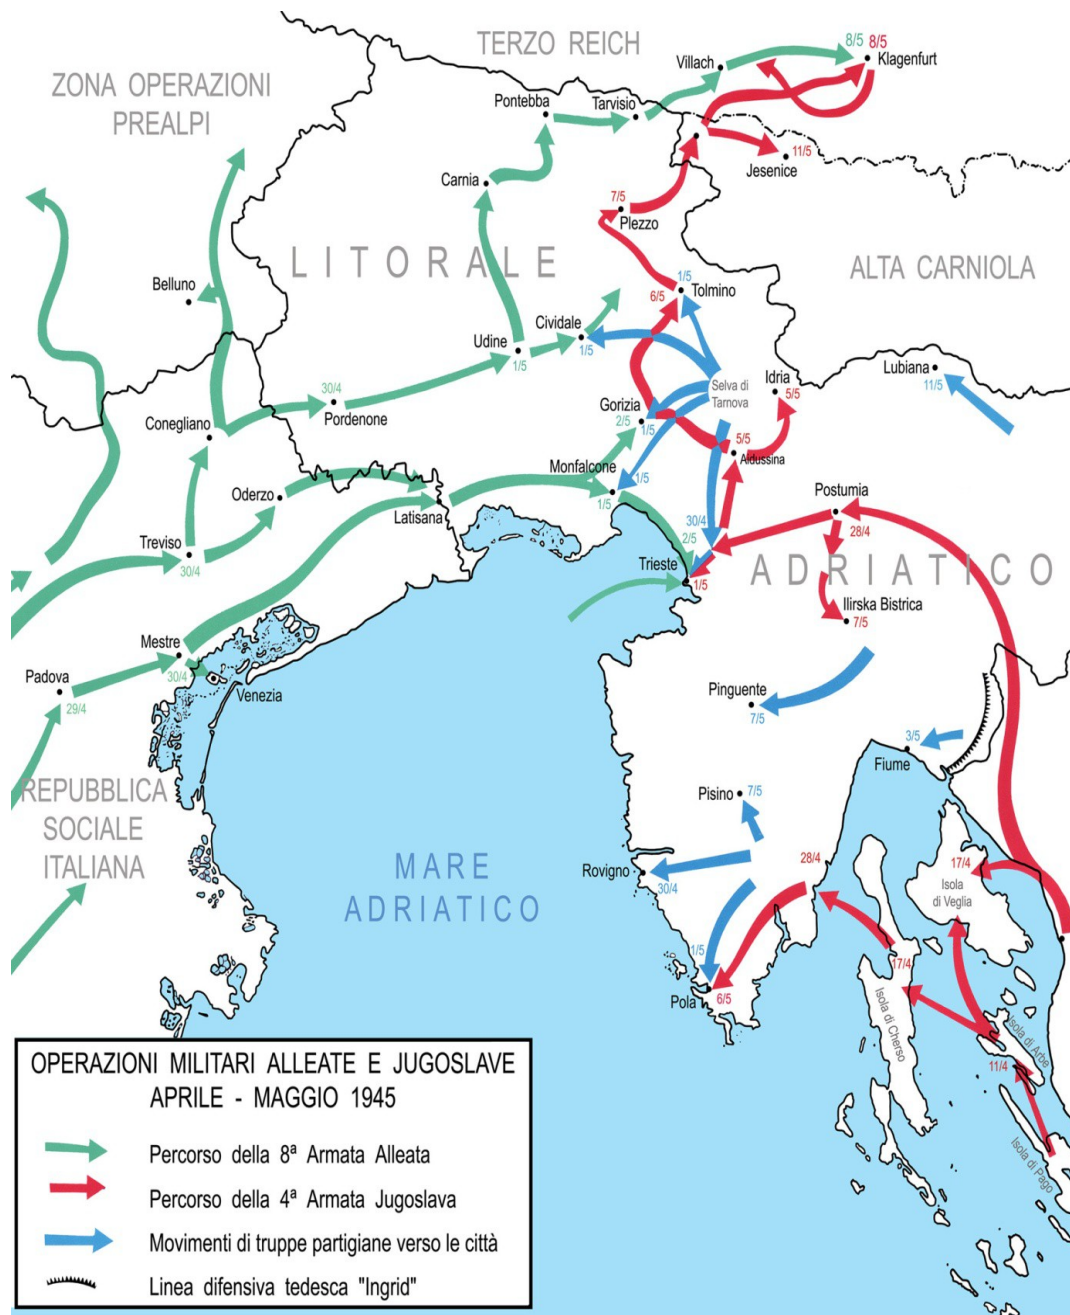 TERZO REICH
ZONA OPERAZIONI
PREALPI
8/5
8/5
Klagenfurt
Villach
Pontebba
Tarvisio
11/5
Jesenice
Carnia
7/5
Plezzo
LITORALE
ALTA CARNIOLA
Belluno
1/5
6/5
Tolmino
Cividale
1/5
Udine
1/5
Lubiana
11/5
Idria
5/5
Selva di
Tarnova
30/4
Pordenone
Gorizia
2/5
1/5
Conegliano
5/5
Aidussina
Monfalcone
1/5
1/5
Oderzo
Latisana
Postumia
28/4
30/4
2/5
Treviso
30/4
Trieste
1/5
ADRIATICO
Ilirska Bistrica
7/5
Mestre
30/4
Venezia
Padova
29/4
Pinguente
7/5
3/5
Fiume
REPUBBLICA
SOCIALE
ITALIANA
Pisino
7/5
MARE
ADRIATICO
Rovigno
30/4
28/4
17/4
Isola
di Veglia
1/5
Pola
6/5
17/4
Isola di Cherso
Isola di Arbe
11/4
Isola di Pago
OPERAZIONI MILITARI ALLEATE E JUGOSLAVE
APRILE - MAGGIO 1945
Percorso della 8ª Armata Alleata
Percorso della 4ª Armata Jugoslava
Movimenti di truppe partigiane verso le città
Linea difensiva tedesca "Ingrid"